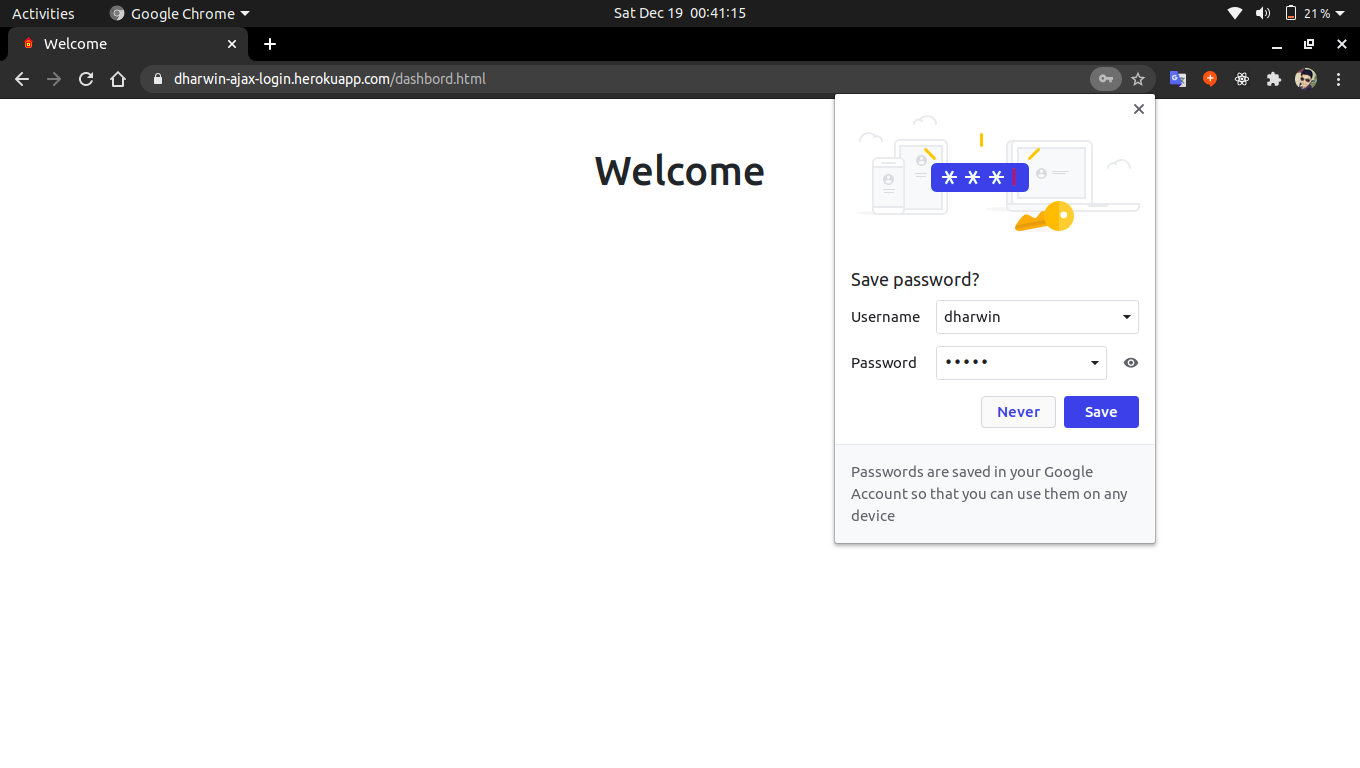 Activities Google Chrome Sat Dec 19 00:41:15 21%
Welcome
dharwin-ajax-login.herokuapp.com/dashbord.html
Welcome
***
Save password?
Username dharwin
Password •••••
Never Save
Passwords are saved in your Google
Account so that you can use them on any
device